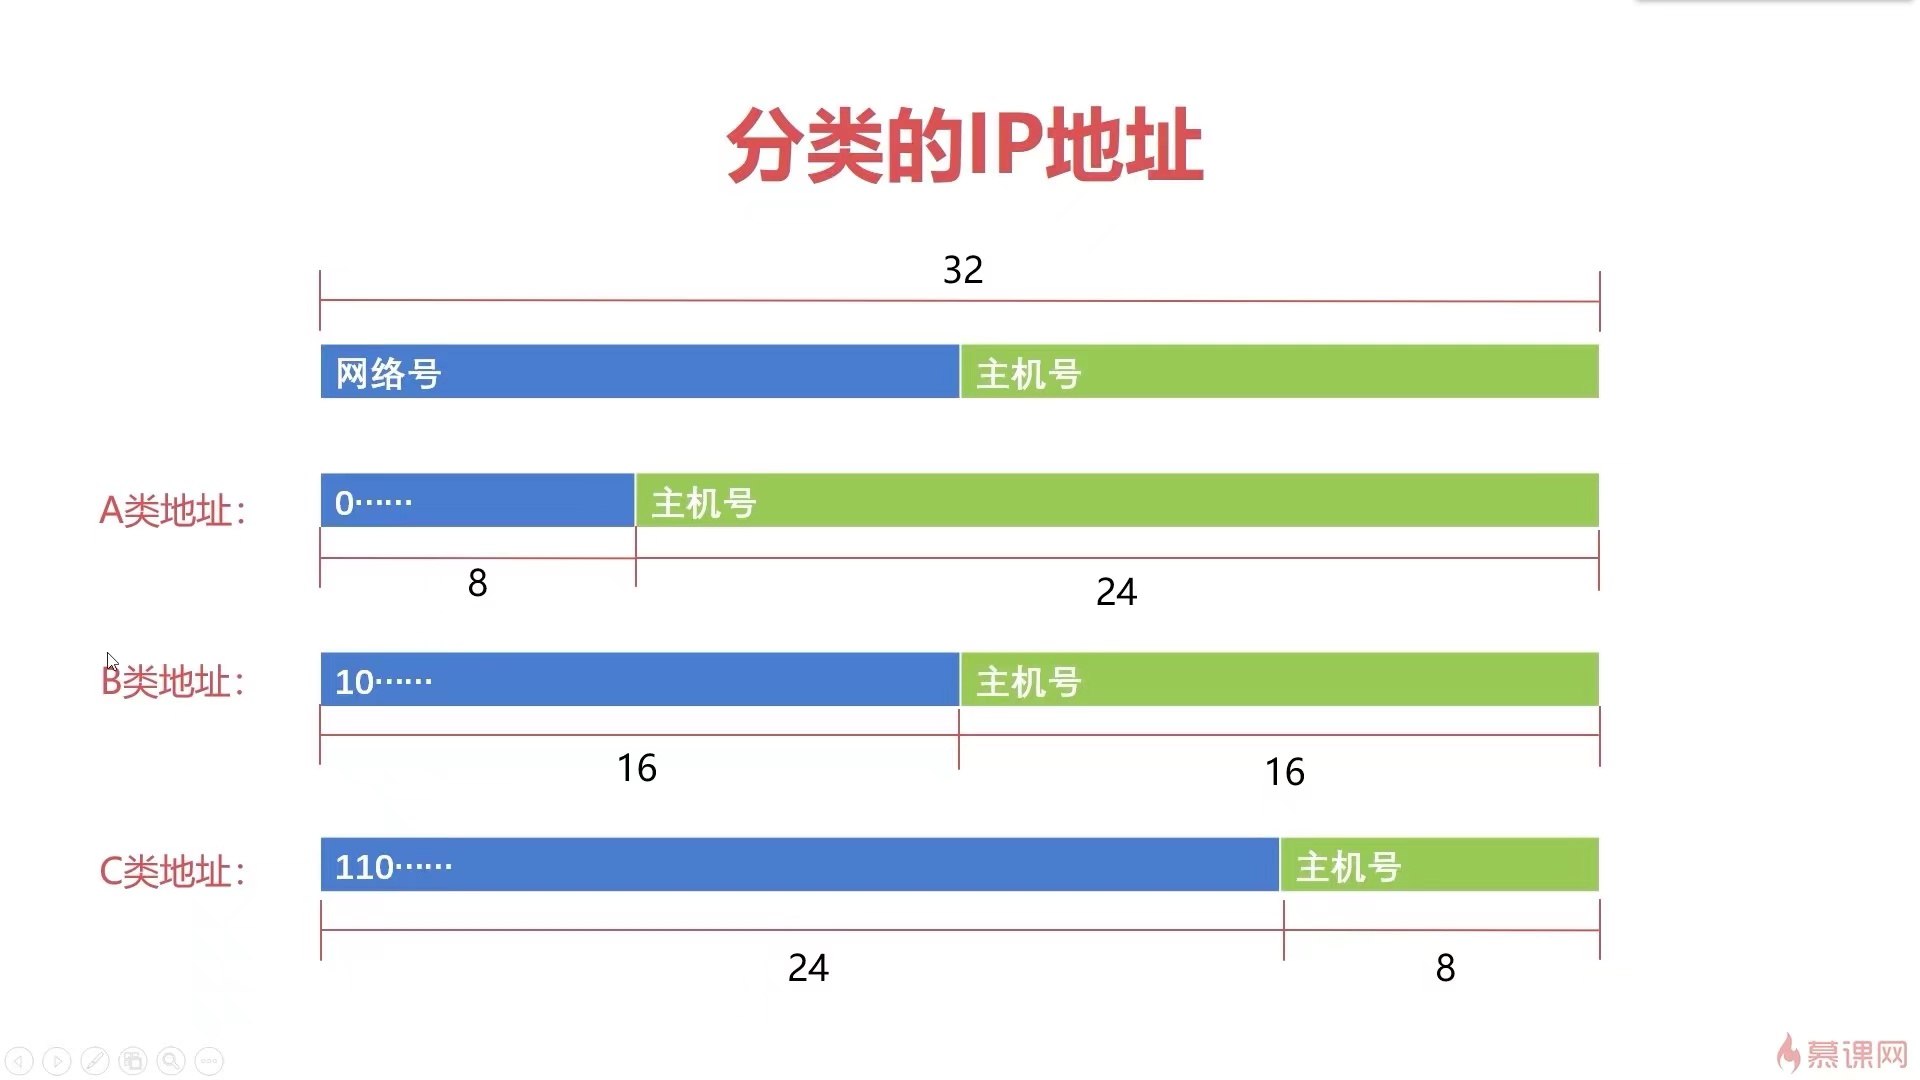 分类的IP地址
32
网络号 主机号
A类地址： 0…… 主机号
8 24
B类地址： 10…… 主机号
16 16
C类地址： 110…… 主机号
24 8
慕课网